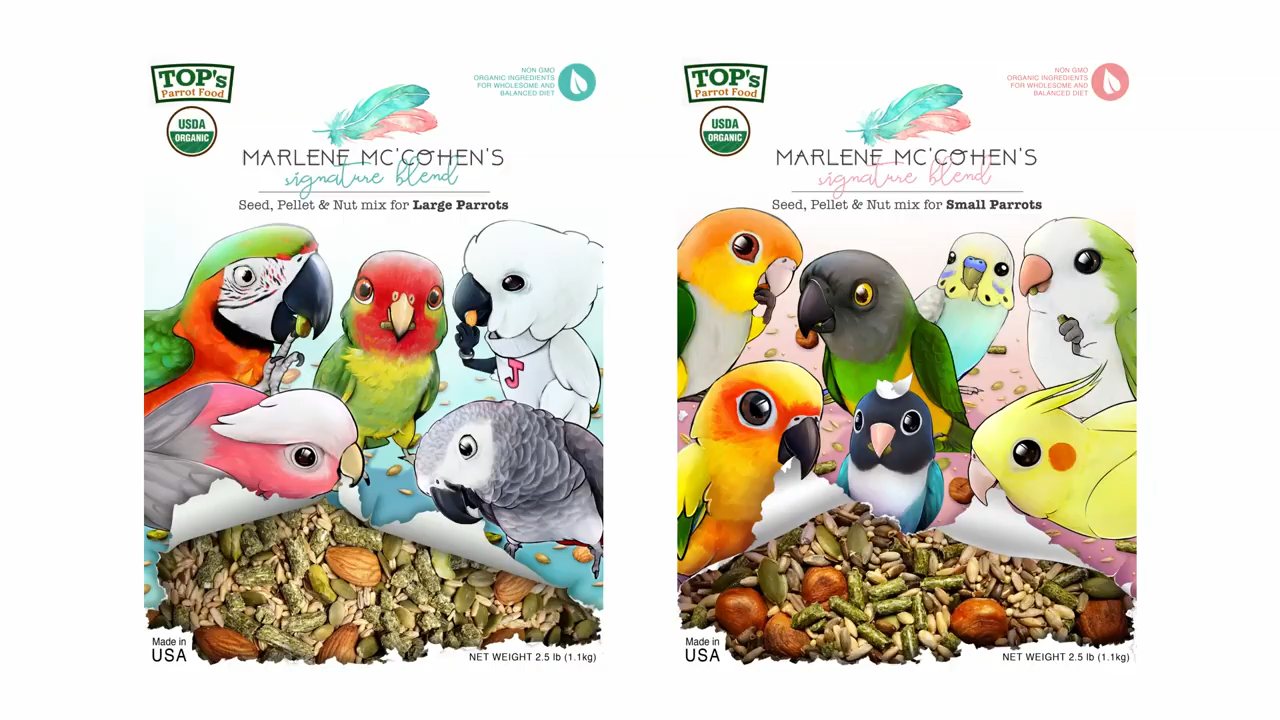 TOP's
Parrot Food
USDA
ORGANIC
NON GMO
ORGANIC INGREDIENTS
FOR WHOLESOME AND
BALANCED DIET
MARLENE MC'COHEN'S
signature blend
Seed, Pellet & Nut mix for Large Parrots
J
Made in
USA
NET WEIGHT 2.5 lb (1.1kg)
TOP's
Parrot Food
USDA
ORGANIC
NON GMO
ORGANIC INGREDIENTS
FOR WHOLESOME AND
BALANCED DIET
MARLENE MC'COHEN'S
signature blend
Seed, Pellet & Nut mix for Small Parrots
Made in
USA
NET WEIGHT 2.5 lb (1.1kg)